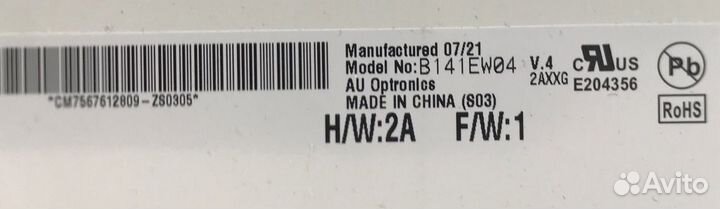 Manufactured 07/21
Model No:B141EW04 V.4
2AXXG
AU Optronics
MADE IN CHINA (S03)
*CM7567612809-ZS0305*
H/W:2A F/W:1
c RU US
E204356
Pb
RoHS
Avito